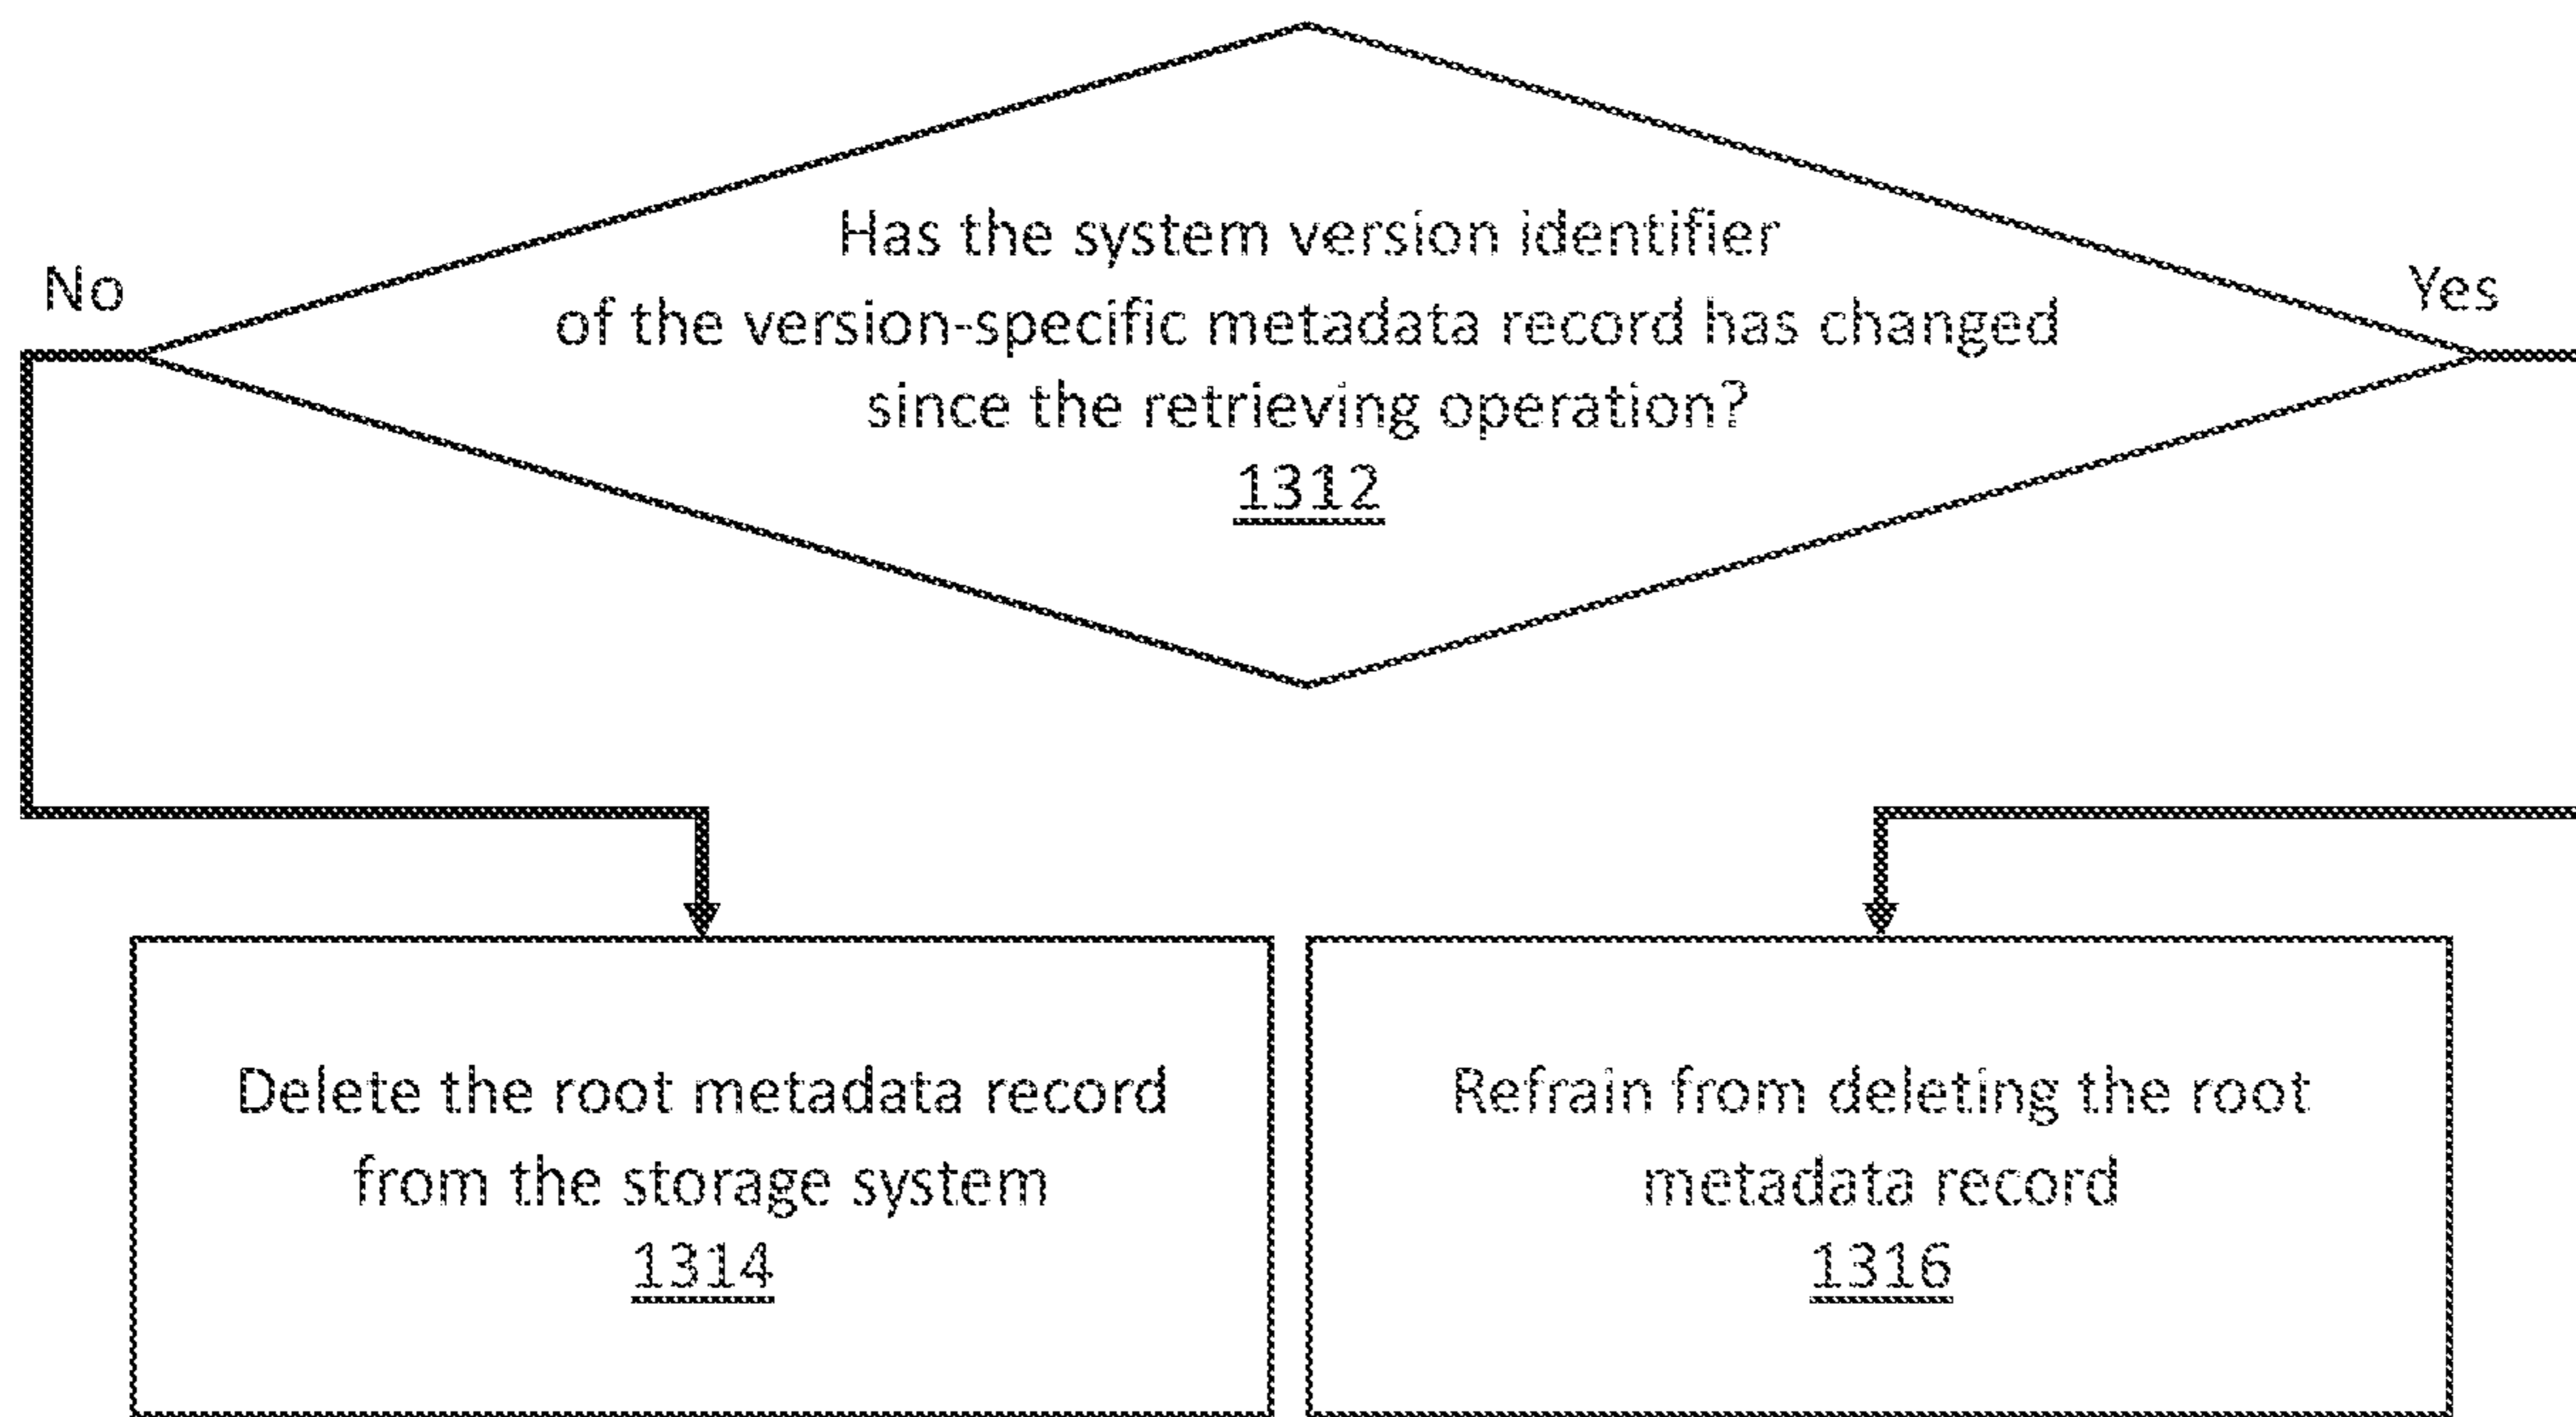 Has the system version identifier
No
Yes
of the version-specific metadata record has changed
since the retrieving operation?
1312
Delete the root metadata record
from the storage system
1314
Refrain from deleting the root
metadata record
1316